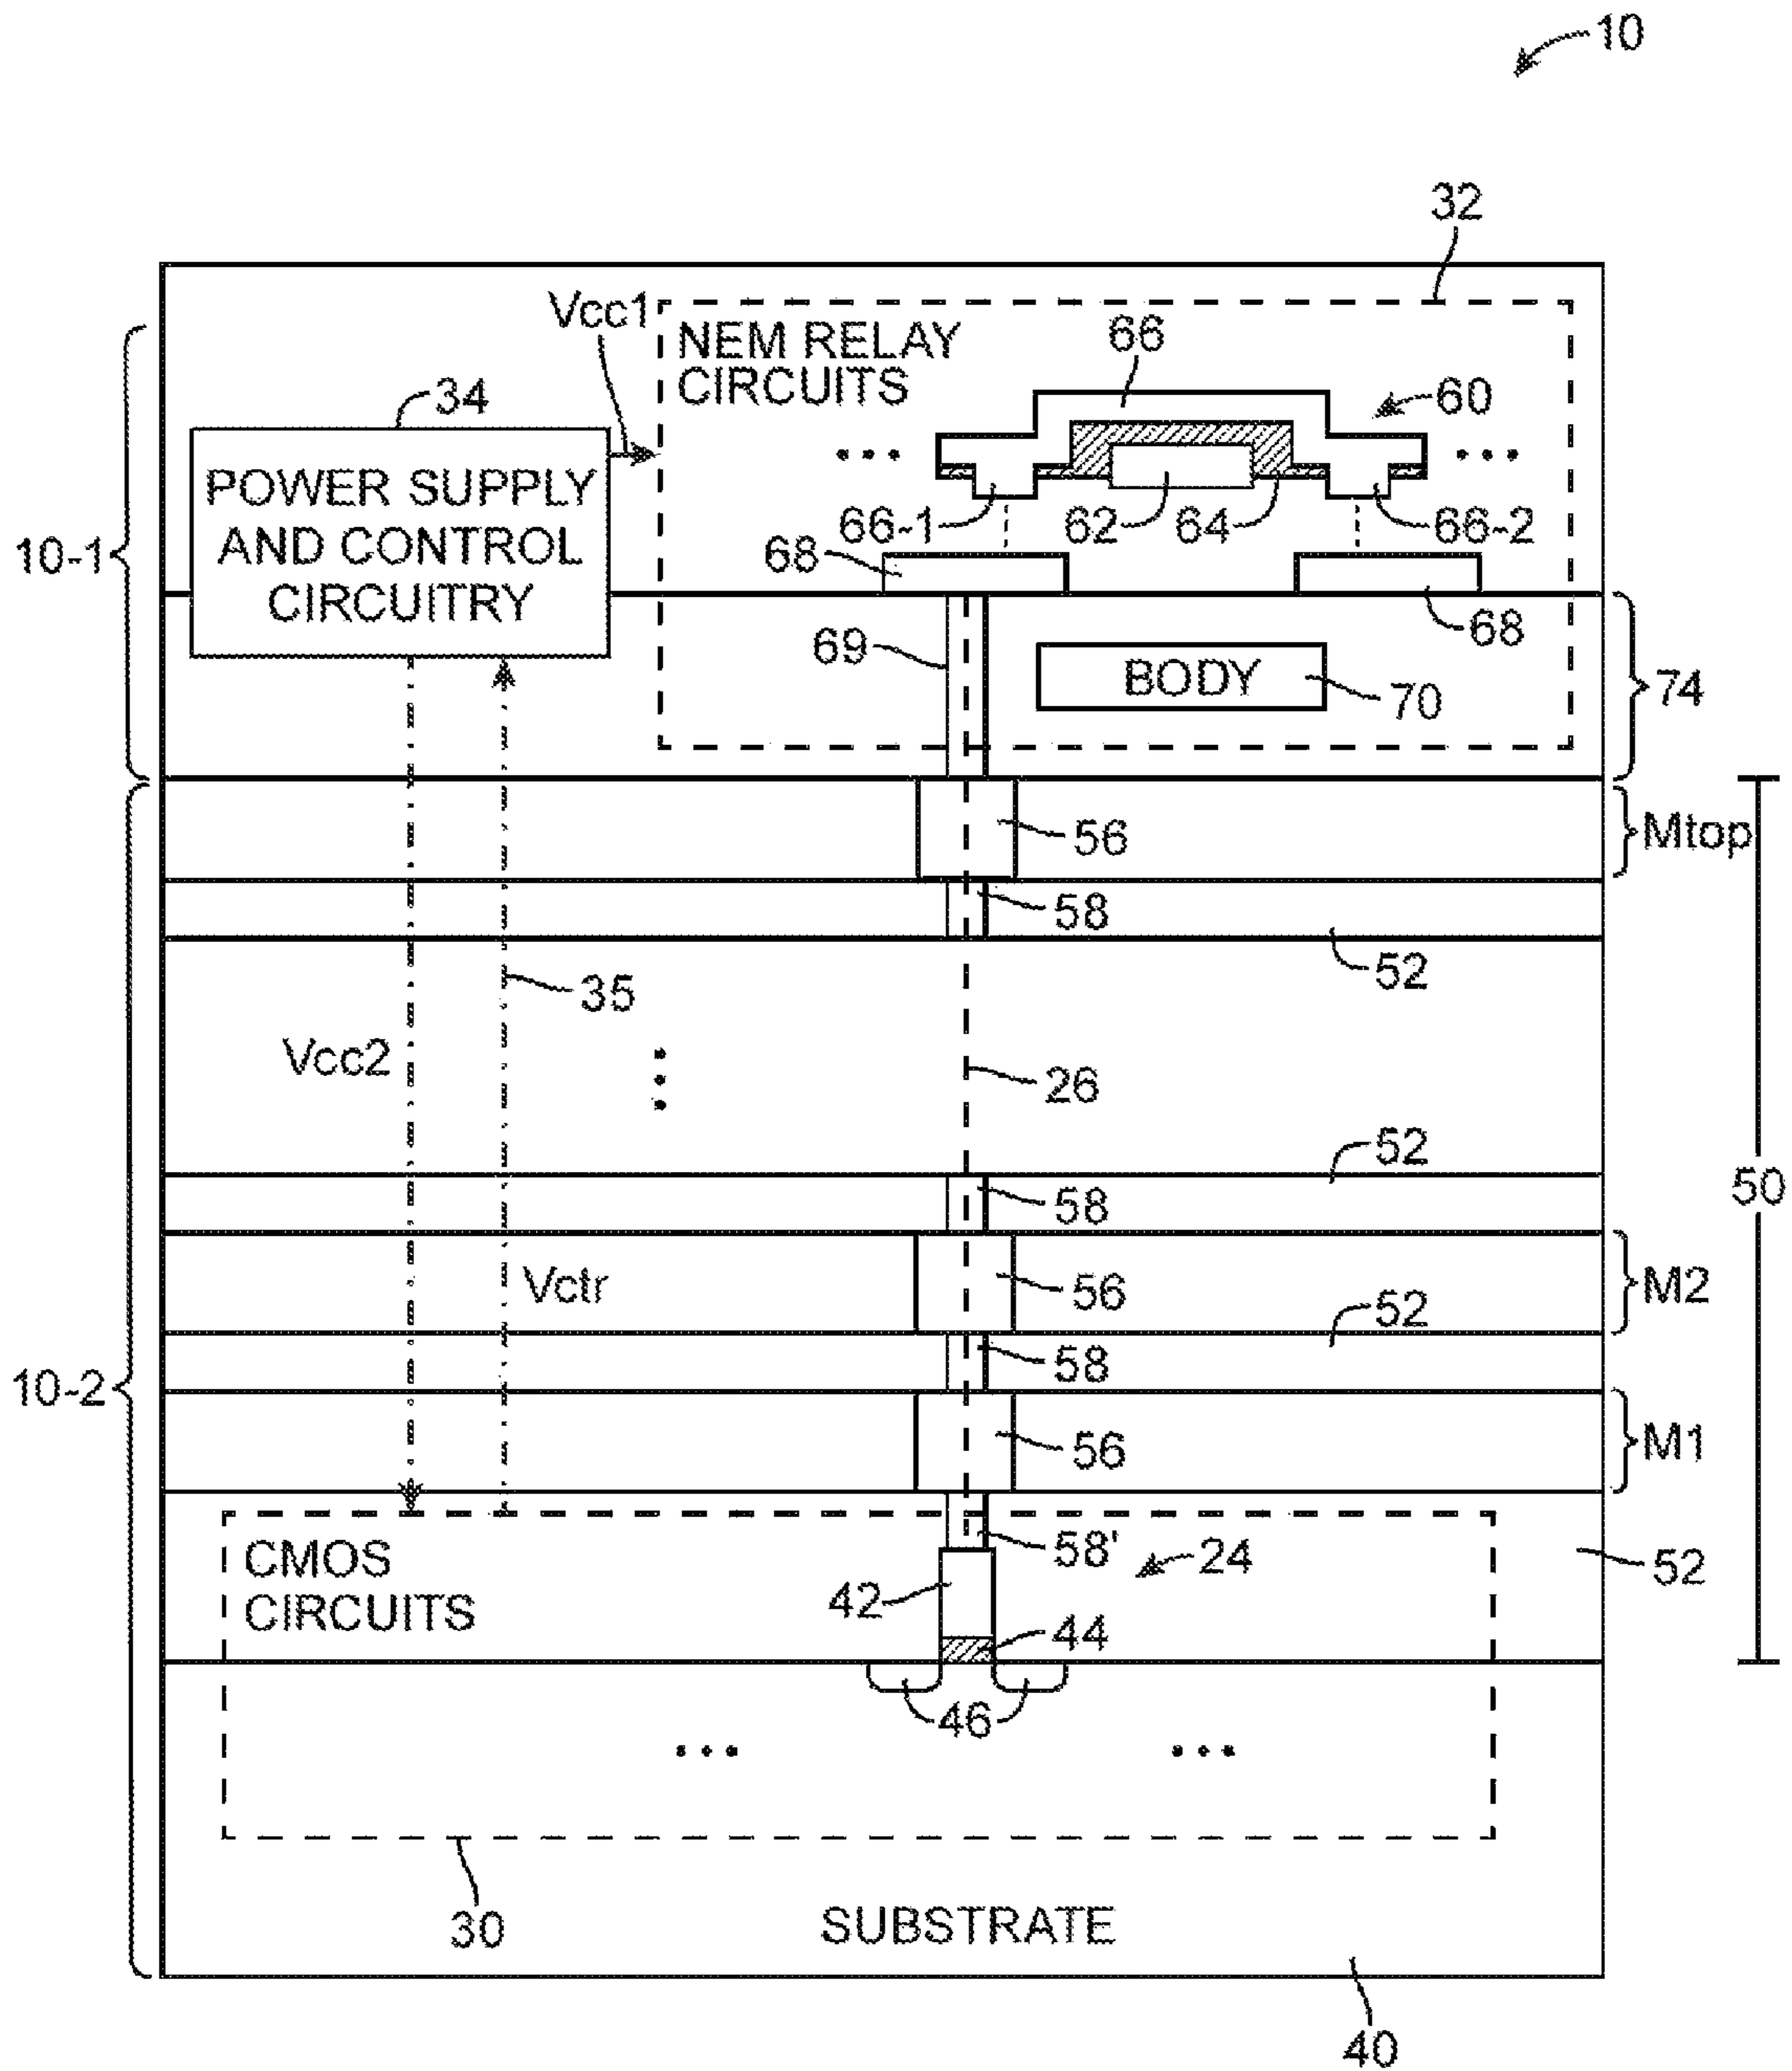 10
32
Vcc1
NEM RELAY
CIRCUITS
66
60
34
POWER SUPPLY
AND CONTROL
CIRCUITRY
66-1
62
64
66-2
10-1
68
68
69
BODY
70
74
56
Mtop
58
52
35
Vcc2
26
52
58
50
Vctr
56
M2
52
58
10-2
56
M1
CMOS
CIRCUITS
58'
24
52
42
44
46
30
SUBSTRATE
40